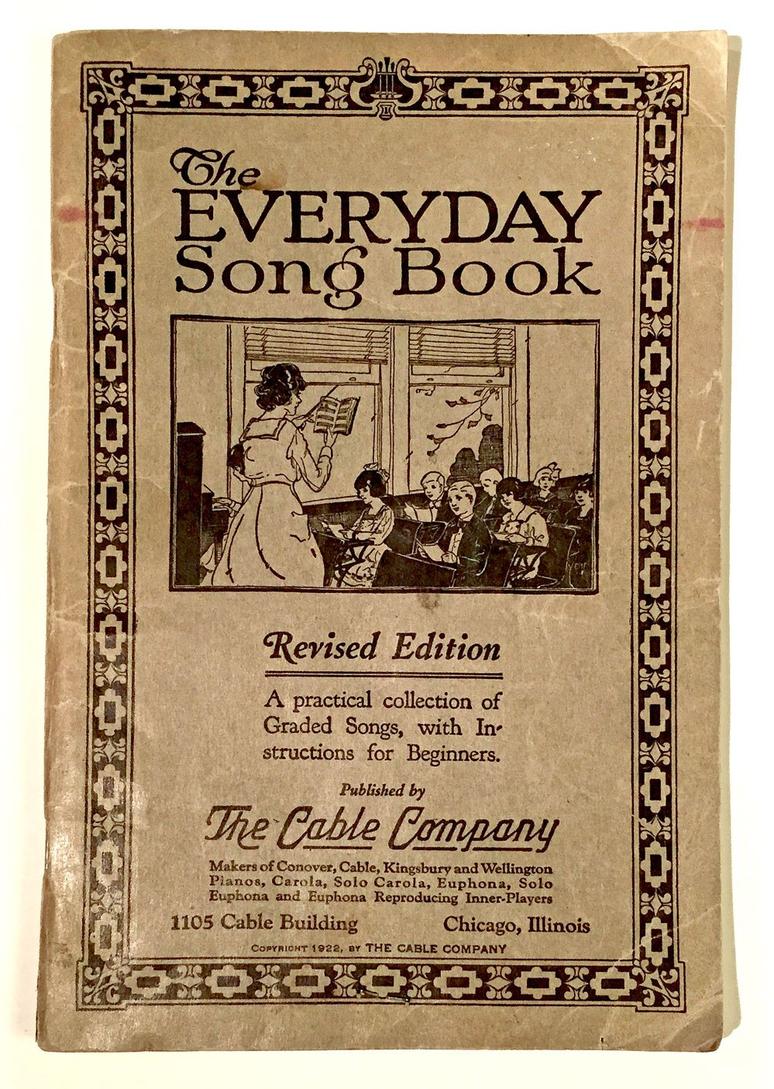 The
EVERYDAY
Song Book
Revised Edition
A practical collection of
Graded Songs, with In-
structions for Beginners.
Published by
The Cable Company
Makers of Conover, Cable, Kingsbury and Wellington
Pianos, Carola, Solo Carola, Euphona, Solo
Euphona and Euphona Reproducing Inner-Players
1105 Cable Building Chicago, Illinois
COPYRIGHT 1922, BY THE CABLE COMPANY